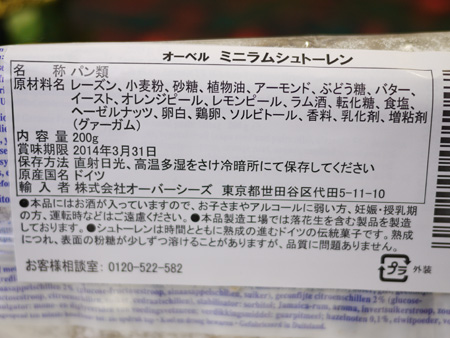 オーベル ミニラムシュトーレン
名 称 パン類
原材料名 レーズン、小麦粉、砂糖、植物油、アーモンド、ぶどう糖、バター、
イースト、オレンジピール、レモンピール、ラム酒、転化糖、食塩、
ヘーゼルナッツ、卵白、鶏卵、ソルビトール、香料、乳化剤、増粘剤
(グァーガム)
内 容 量 200g
賞味期限 2014年3月31日
保存方法 直射日光、高温多湿をさけ冷暗所にて保存してください
原産国名 ドイツ
輸 入 者 株式会社オーバーシーズ 東京都世田谷区代田5-11-10
●本品にはお酒が入っていますので、お子さまやアルコールに弱い方、妊娠・授乳期
の方、運転時などはご遠慮ください。●本品製造工場では落花生を含む製品を製造
しております。●シュトーレンは時間とともに熟成の進むドイツの伝統菓子です。熟成
につれ、表面の粉糖が少しずつ溶けることがありますが、品質に問題ありません。
お客様相談室: 0120-522-582
プラ 外装